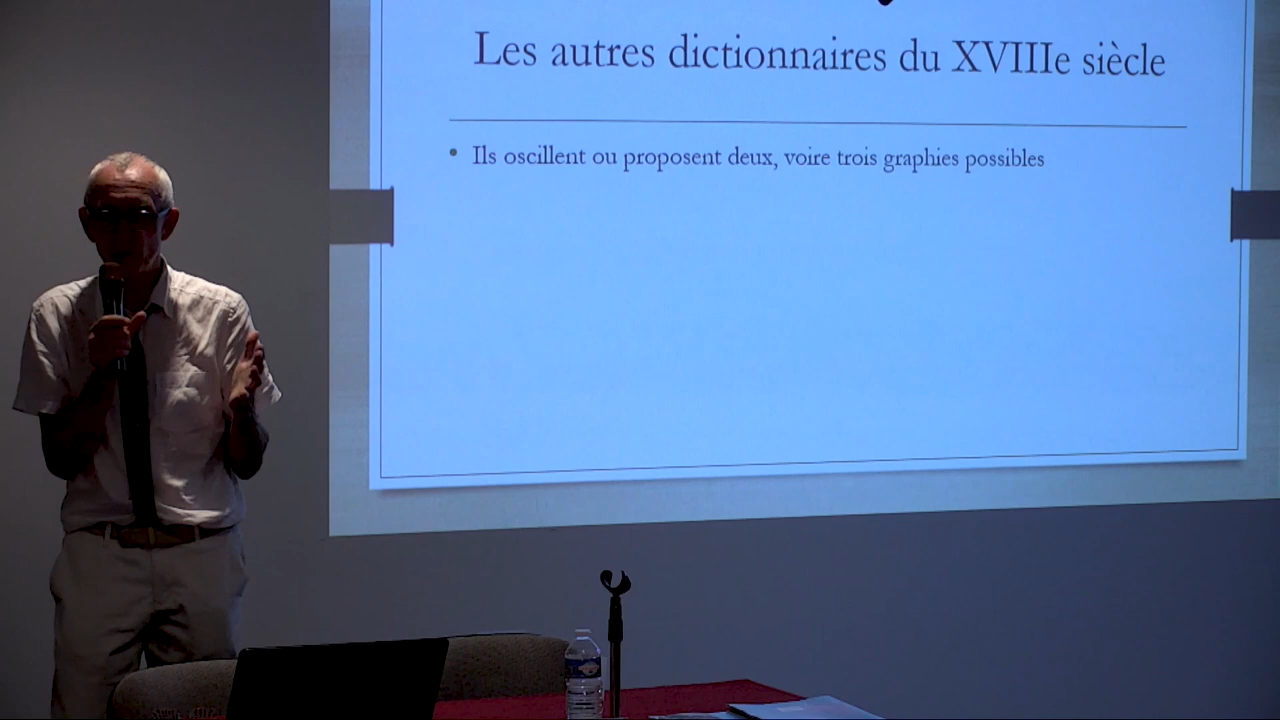 Les autres dictionnaires du XVIIIe siècle
• Ils oscillent ou proposent deux, voire trois graphies possibles